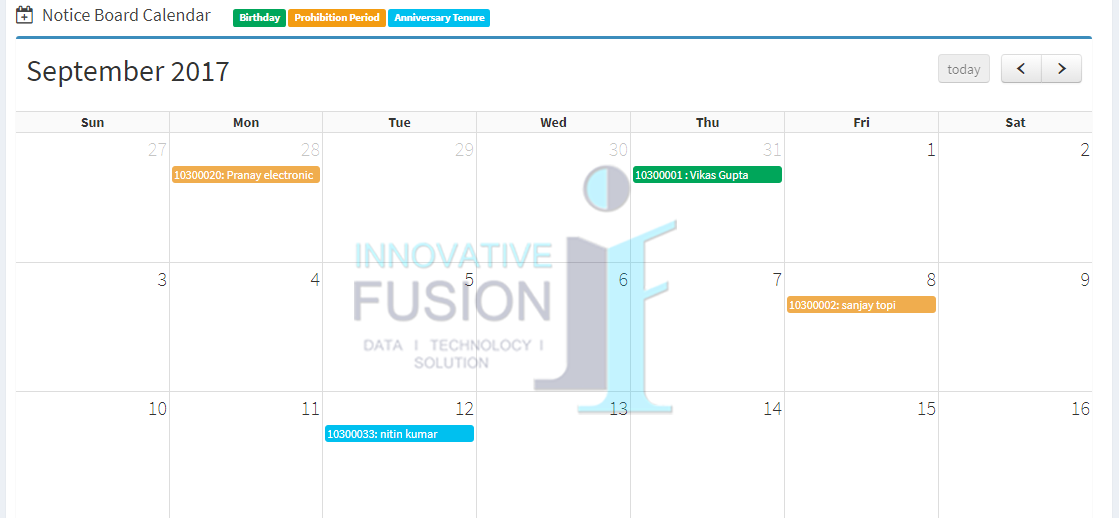 Notice Board Calendar Birthday Prohibition Period Anniversary Tenure
September 2017 today
Sun Mon Tue Wed Thu Fri Sat
27 28 29 30 31 1 2
10300020: Pranay electronic 10300001 : Vikas Gupta
INNOVATIVE
3 4 5 6 7 8 9
FUSION
10300002: sanjay topi
DATA I TECHNOLOCY I
SOLUTION
10 11 12 13 14 15 16
10300033: nitin kumar